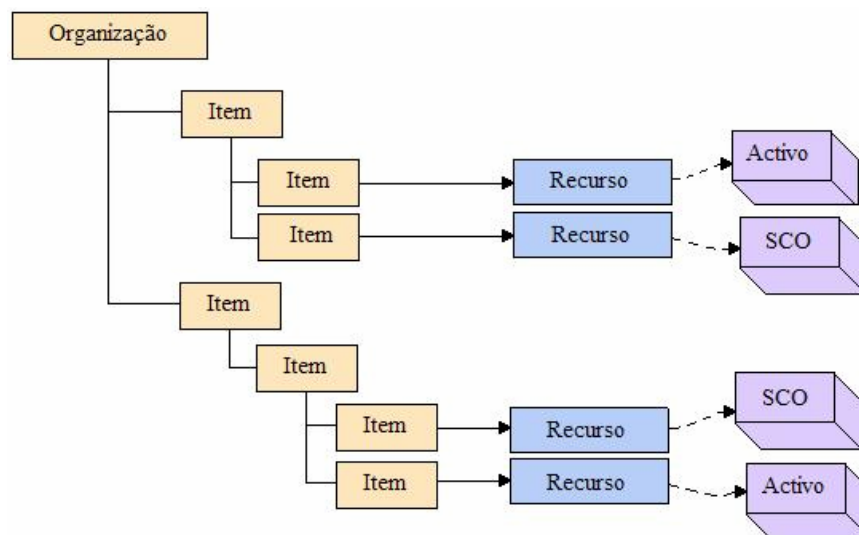 Organização
Item
Item Recurso Activo
Item Recurso SCO
Item
Item
Item Recurso SCO
Item Recurso Activo